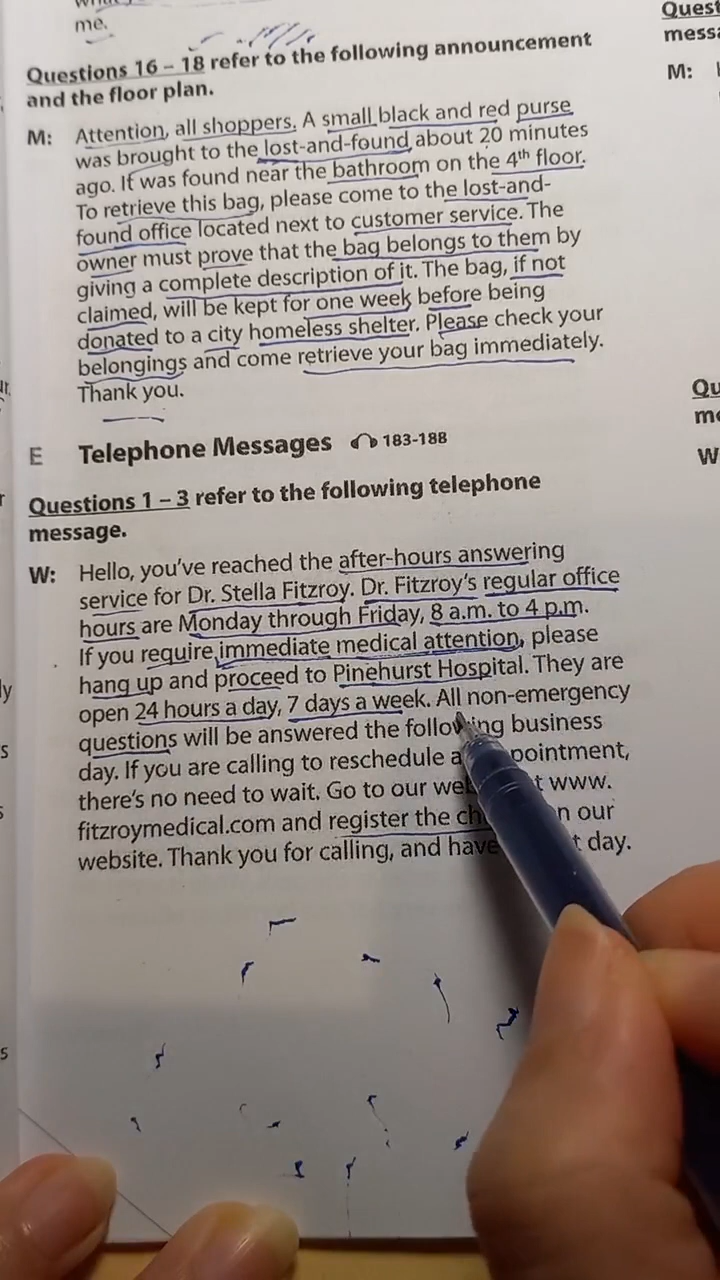 me.
Questions 16 – 18 refer to the following announcement
and the floor plan.
M: Attention, all shoppers. A small black and red purse
was brought to the lost-and-found about 20 minutes
ago. It was found near the bathroom on the 4th floor.
To retrieve this bag, please come to the lost-and-
found office located next to customer service. The
owner must prove that the bag belongs to them by
giving a complete description of it. The bag, if not
claimed, will be kept for one week before being
donated to a city homeless shelter. Please check your
belongings and come retrieve your bag immediately.
Thank you.
E Telephone Messages 183-188
Questions 1 – 3 refer to the following telephone
message.
W: Hello, you've reached the after-hours answering
service for Dr. Stella Fitzroy. Dr. Fitzroy's regular office
hours are Monday through Friday, 8 a.m. to 4 p.m.
If you require immediate medical attention, please
hang up and proceed to Pinehurst Hospital. They are
open 24 hours a day, 7 days a week. All non-emergency
questions will be answered the following business
day. If you are calling to reschedule
there's no need to wait. Go to our www.
fitzroymedical.com and register the on our
website. Thank you for calling, and have day.
Quest
mess
M:
Qu
W